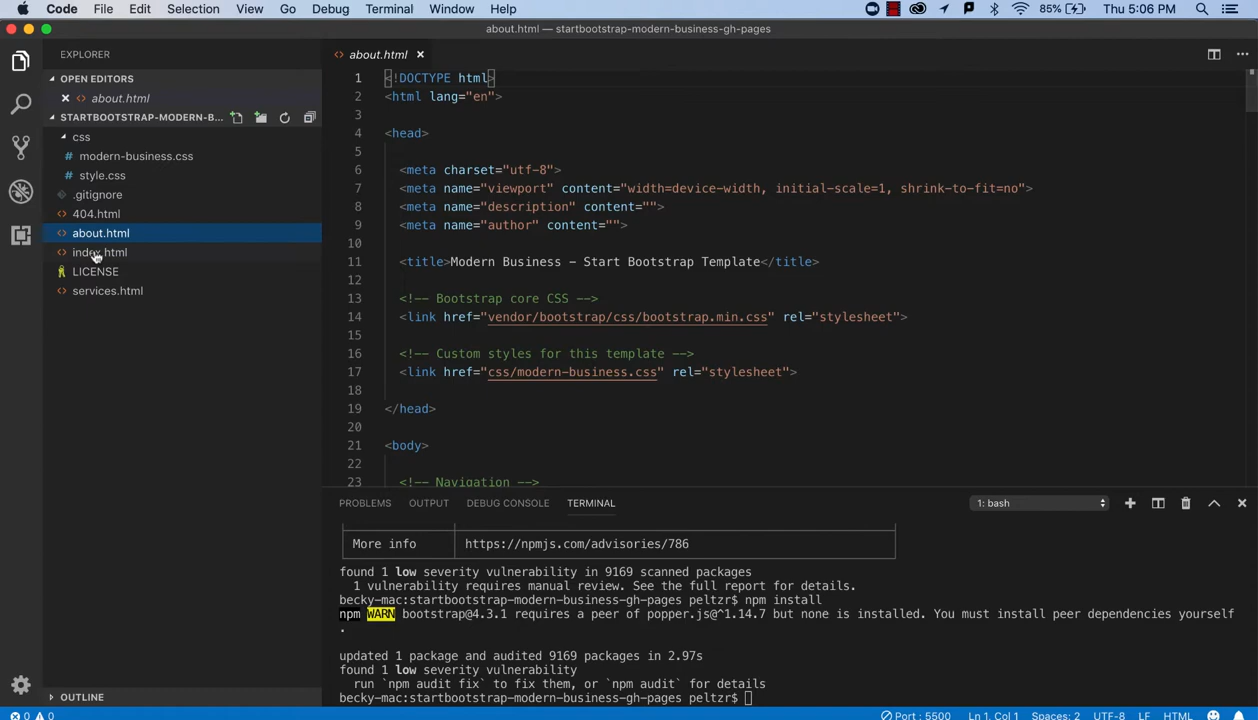 Code File Edit Selection View Go Debug Terminal Window Help 85% Thu 5:06 PM
about.html — startbootstrap-modern-business-gh-pages
EXPLORER
OPEN EDITORS
about.html
STARTBOOTSTRAP-MODERN-B...
css
# modern-business.css
# style.css
.gitignore
404.html
about.html
index.html
LICENSE
services.html
OUTLINE
about.html
1 <!DOCTYPE html>
2 <html lang="en">
3
4 <head>
5
6 <meta charset="utf-8">
7 <meta name="viewport" content="width=device-width, initial-scale=1, shrink-to-fit=no">
8 <meta name="description" content="">
9 <meta name="author" content="">
10
11 <title>Modern Business - Start Bootstrap Template</title>
12
13 <!-- Bootstrap core CSS -->
14 <link href="vendor/bootstrap/css/bootstrap.min.css" rel="stylesheet">
15
16 <!-- Custom styles for this template -->
17 <link href="css/modern-business.css" rel="stylesheet">
18
19 </head>
20
21 <body>
22
23 <!-- Navigation -->
PROBLEMS OUTPUT DEBUG CONSOLE TERMINAL 1: bash
More info https://npmjs.com/advisories/786
found 1 low severity vulnerability in 9169 scanned packages
1 vulnerability requires manual review. See the full report for details.
becky-mac:startbootstrap-modern-business-gh-pages peltzr$ npm install
npm WARN bootstrap@4.3.1 requires a peer of popper.js@^1.14.7 but none is installed. You must install peer dependencies yourself
.
updated 1 package and audited 9169 packages in 2.97s
found 1 low severity vulnerability
run `npm audit fix` to fix them, or `npm audit` for details
becky-mac:startbootstrap-modern-business-gh-pages peltzr$
0 0 Port : 5500 Ln 1, Col 1 Spaces: 2 UTF-8 LF HTML